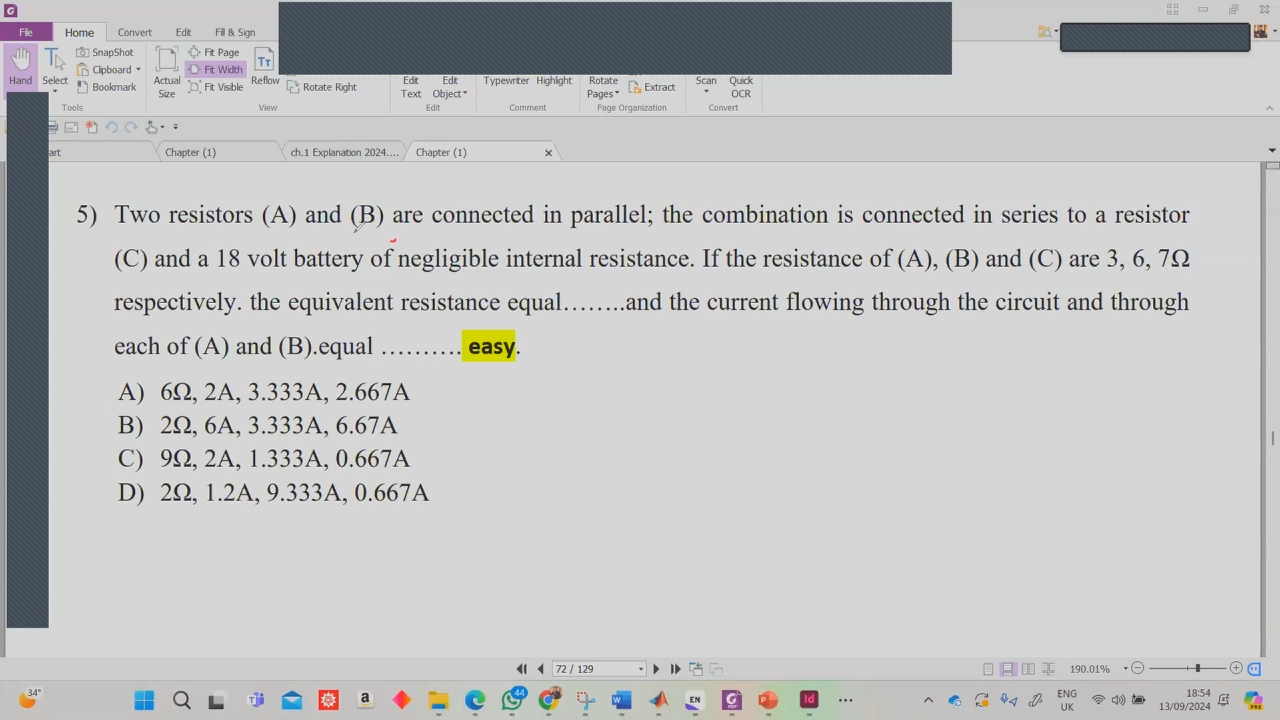 File Home Convert Edit Fill & Sign
Hand
Select
SnapShot
Clipboard
Bookmark
Tools
Actual
Size
Fit Page
Fit Width
Fit Visible
Reflow
Rotate Right
View
Edit
Text
Edit
Object
Edit
Typewriter Highlight
Comment
Rotate
Pages
Extract
Page Organization
Scan
Quick
OCR
Convert
art Chapter (1) ch.1 Explanation 2024.... Chapter (1)
5) Two resistors (A) and (B) are connected in parallel; the combination is connected in series to a resistor
(C) and a 18 volt battery of negligible internal resistance. If the resistance of (A), (B) and (C) are 3, 6, 7Ω
respectively. the equivalent resistance equal……..and the current flowing through the circuit and through
each of (A) and (B).equal ………. easy.
A) 6Ω, 2A, 3.333A, 2.667A
B) 2Ω, 6A, 3.333A, 6.67A
C) 9Ω, 2A, 1.333A, 0.667A
D) 2Ω, 1.2A, 9.333A, 0.667A
72 / 129
190.01%
34°
44
EN
ENG
UK
18:54
13/09/2024